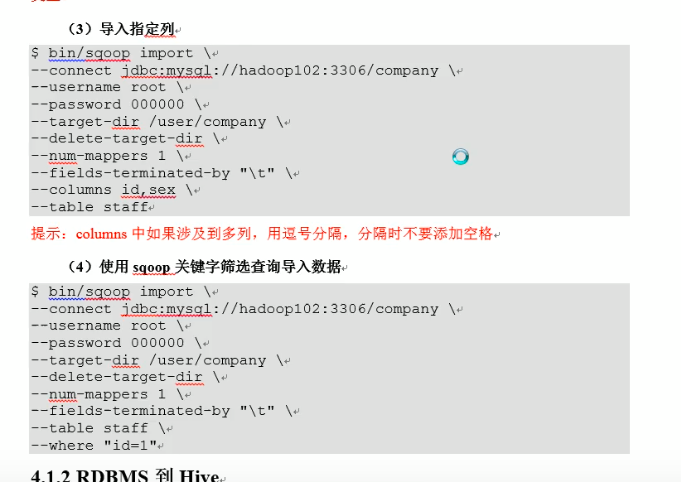 （3）导入指定列
$ bin/sqoop import \
--connect jdbc:mysql://hadoop102:3306/company \
--username root \
--password 000000 \
--target-dir /user/company \
--delete-target-dir \
--num-mappers 1 \
--fields-terminated-by "\t" \
--columns id,sex \
--table staff
提示：columns 中如果涉及到多列，用逗号分隔，分隔时不要添加空格
（4）使用 sqoop 关键字筛选查询导入数据
$ bin/sqoop import \
--connect jdbc:mysql://hadoop102:3306/company \
--username root \
--password 000000 \
--target-dir /user/company \
--delete-target-dir \
--num-mappers 1 \
--fields-terminated-by "\t" \
--table staff \
--where "id=1"
4.1.2 RDBMS 到 Hive